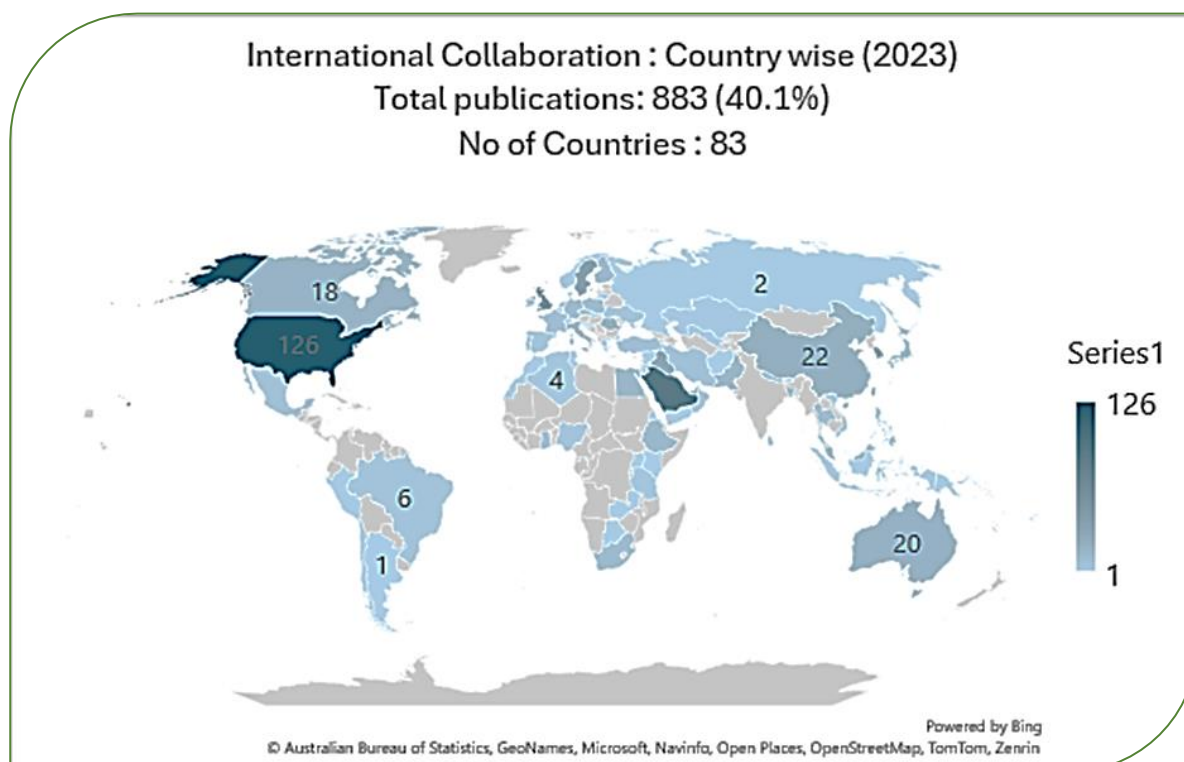 International Collaboration : Country wise (2023)
Total publications: 883 (40.1%)
No of Countries : 83
18
126
2
22
4
6
1
20
Series1
126
1
Powered by Bing
© Australian Bureau of Statistics, GeoNames, Microsoft, Navinfo, Open Places, OpenStreetMap, TomTom, Zenrin